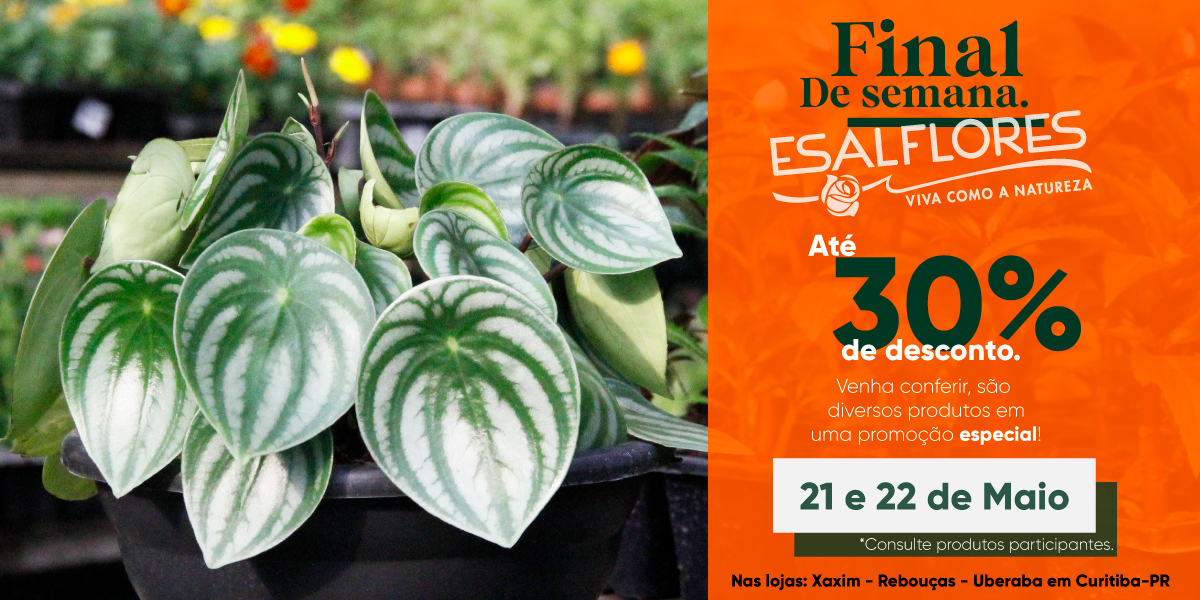 Final
De semana.
ESALFLORES
VIVA COMO A NATUREZA
Até
30%
de desconto.
Venha conferir, são
diversos produtos em
uma promoção especial!
21 e 22 de Maio
*Consulte produtos participantes.
Nas lojas: Xaxim - Rebouças - Uberaba em Curitiba-PR